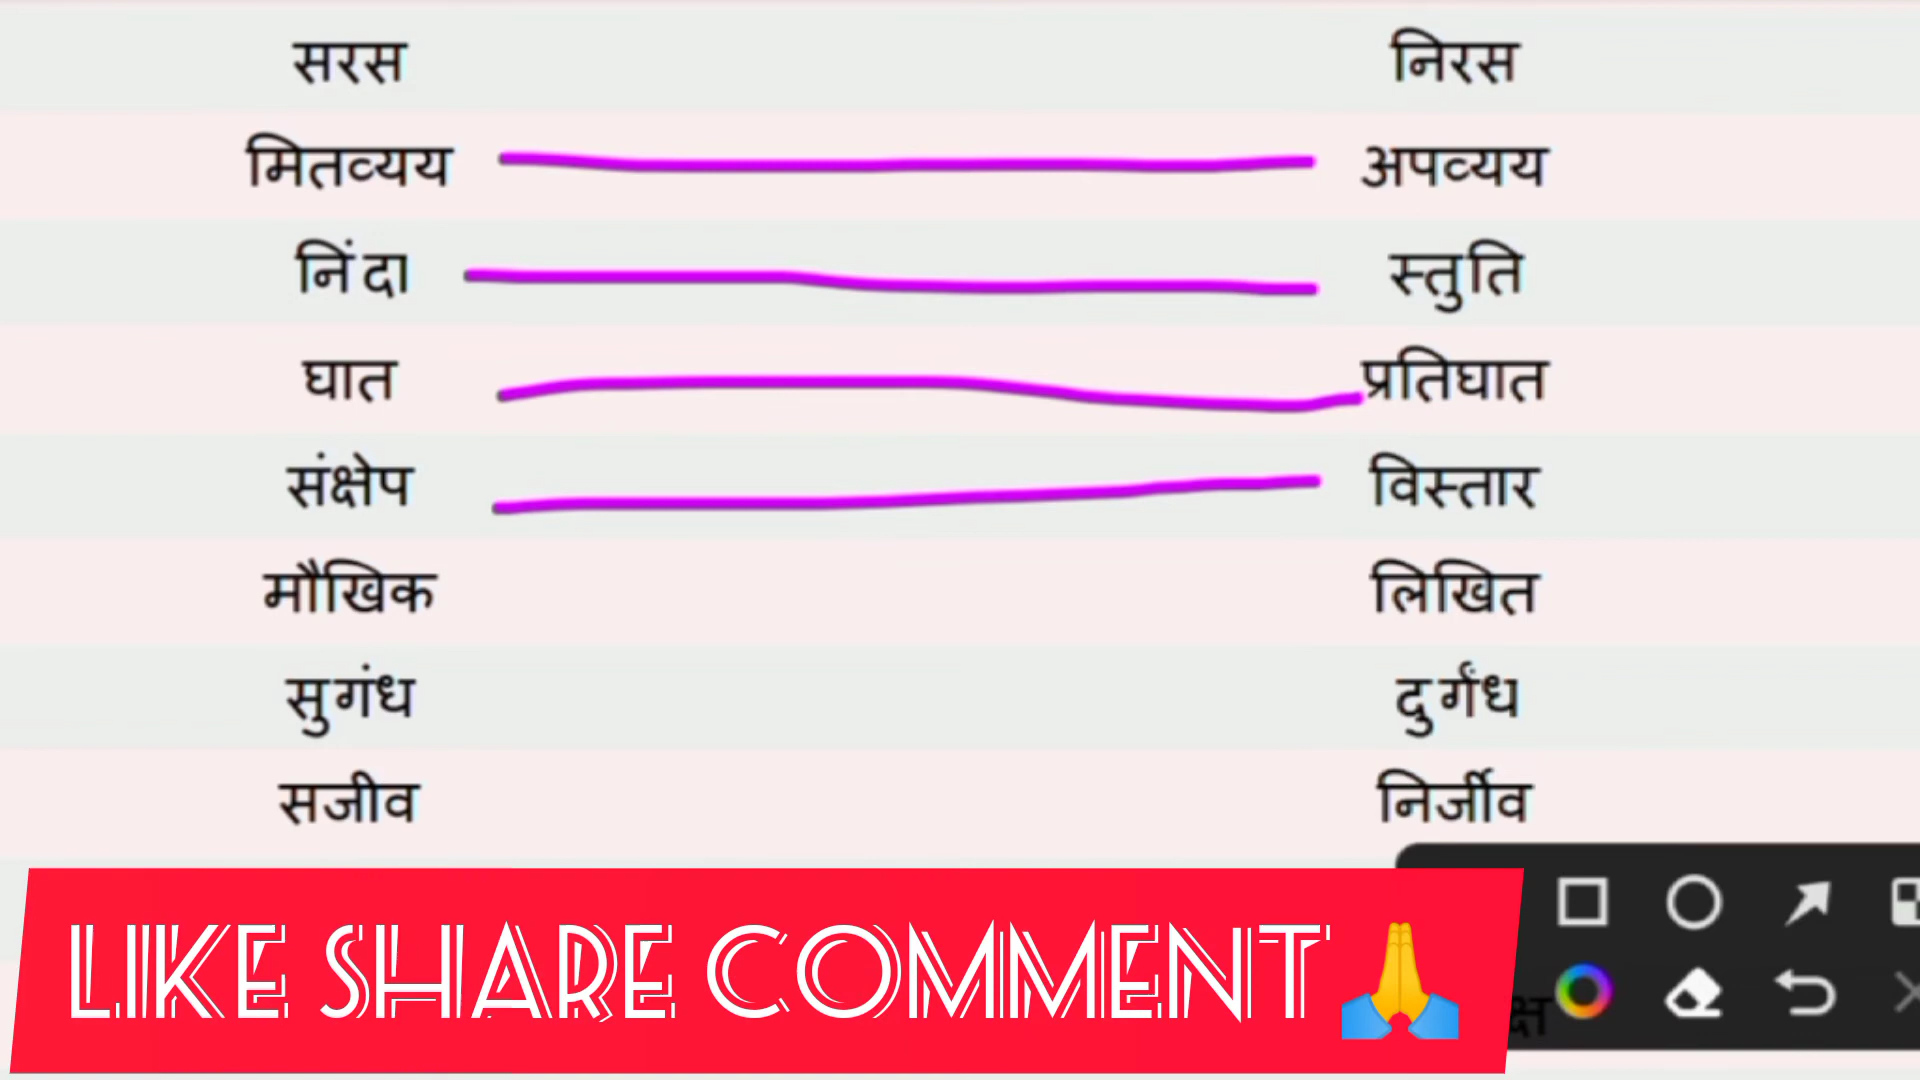 सरस निरस
मितव्यय अपव्यय
निंदा स्तुति
घात प्रतिघात
संक्षेप विस्तार
मौखिक लिखित
सुगंध दुर्गंध
सजीव निर्जीव
LIKE SHARE COMMENT🙏